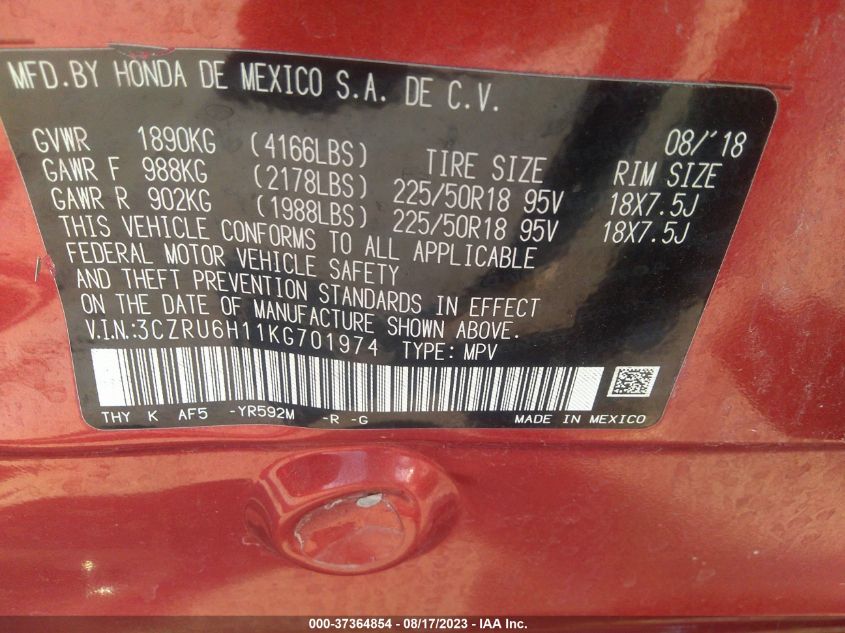 MFD.BY HONDA DE MEXICO S.A. DE C.V.
08/'18
GVWR 1890KG (4166LBS) TIRE SIZE RIM SIZE
GAWR F 988KG (2178LBS) 225/50R18 95V 18X7.5J
GAWR R 902KG (1988LBS) 225/50R18 95V 18X7.5J
THIS VEHICLE CONFORMS TO ALL APPLICABLE
FEDERAL MOTOR VEHICLE SAFETY
AND THEFT PREVENTION STANDARDS IN EFFECT
ON THE DATE OF MANUFACTURE SHOWN ABOVE.
V.I.N:3CZRU6H11KG701974 TYPE: MPV
THY K AF5 -YR592M -R -G MADE IN MEXICO
000-37364854 - 08/17/2023 - IAA Inc.